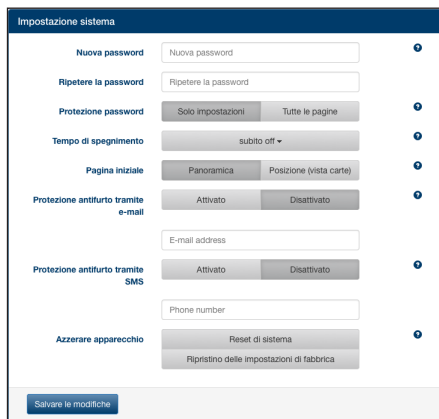 Impostazione sistema
Nuova password Nuova password
Ripetere la password Ripetere la password
Protezione password Solo impostazioni Tutte le pagine
Tempo di spegnimento subito off
Pagina iniziale Panoramica Posizione (vista carte)
Protezione antifurto tramite e-mail Attivato Disattivato
E-mail address
Protezione antifurto tramite SMS Attivato Disattivato
Phone number
Azzerare apparecchio Reset di sistema
Ripristino delle impostazioni di fabbrica
Salvare le modifiche